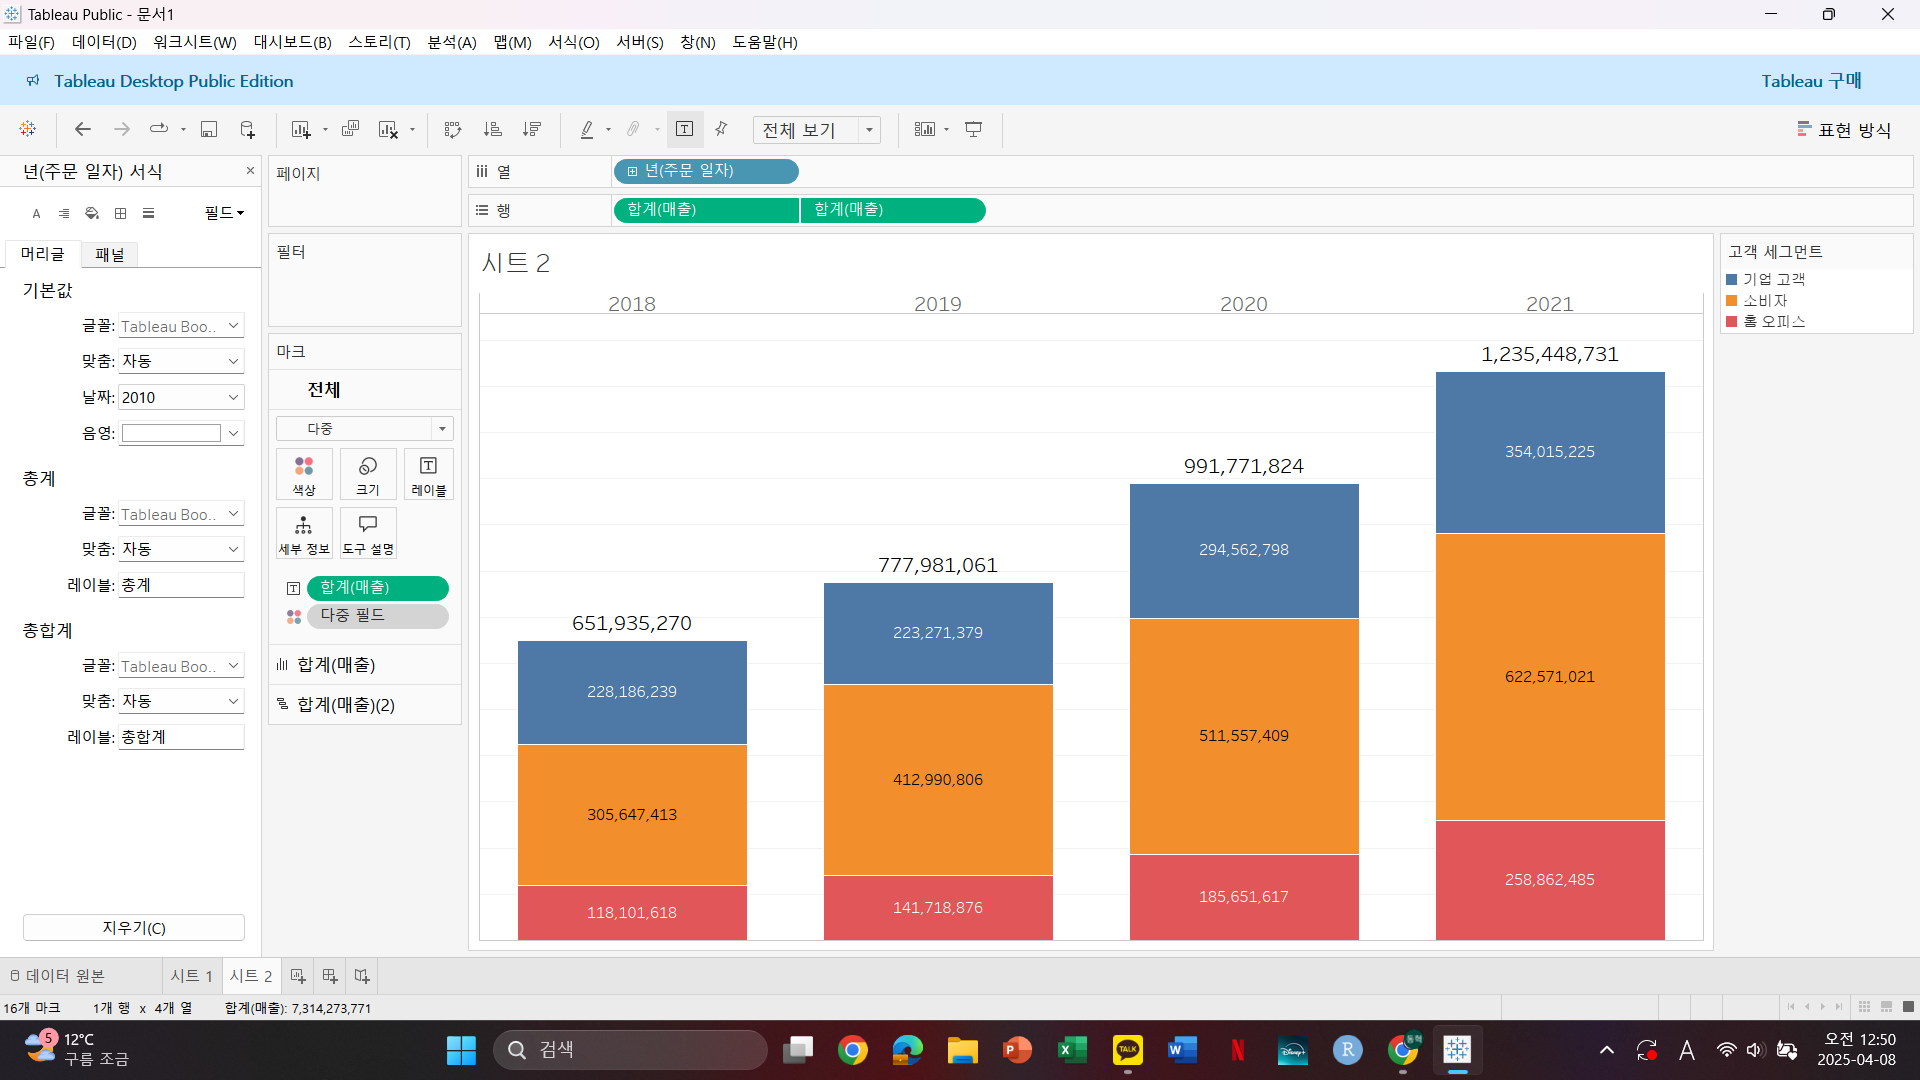 Tableau Public - 문서1
파일(F) 데이터(D) 워크시트(W) 대시보드(B) 스토리(T) 분석(A) 맵(M) 서식(O) 서버(S) 창(N) 도움말(H)
Tableau Desktop Public Edition
Tableau 구매
전체 보기
표현 방식
년(주문 일자) 서식
필드
머리글
패널
기본값
글꼴: Tableau Boo..
맞춤: 자동
날짜: 2010
음영:
총계
글꼴: Tableau Boo..
맞춤: 자동
레이블: 총계
총합계
글꼴: Tableau Boo..
맞춤: 자동
레이블: 총합계
지우기(C)
페이지
필터
마크
전체
다중
색상
크기
레이블
세부 정보
도구 설명
합계(매출)
다중 필드
합계(매출)
합계(매출)(2)
열
년(주문 일자)
행
합계(매출)
합계(매출)
시트 2
2018 2019 2020 2021
651,935,270
228,186,239
305,647,413
118,101,618
777,981,061
223,271,379
412,990,806
141,718,876
991,771,824
294,562,798
511,557,409
185,651,617
1,235,448,731
354,015,225
622,571,021
258,862,485
고객 세그먼트
기업 고객
소비자
홈 오피스
데이터 원본
시트 1
시트 2
16개 마크 1개 행 x 4개 열 합계(매출): 7,314,273,771
5
12°C
구름 조금
검색
P
X
TALK
W
N
Disney+
R
동혁
A
오전 12:50
2025-04-08